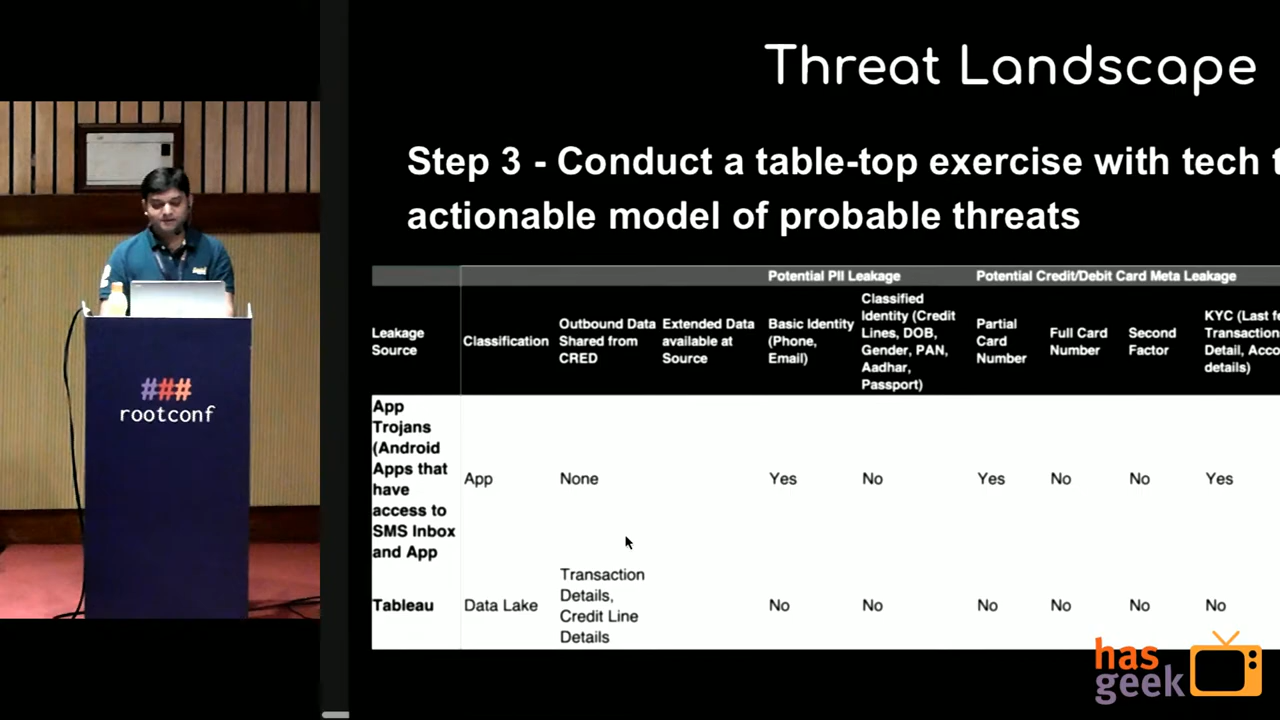 Threat Landscape
Step 3 - Conduct a table-top exercise with tech
actionable model of probable threats
Potential PII Leakage
Potential Credit/Debit Card Meta Leakage
Leakage
Source
Classification
Outbound Data
Shared from
CRED
Extended Data
available at
Source
Basic Identity
(Phone,
Email)
Classified
Identity (Credit
Lines, DOB,
Gender, PAN,
Aadhar,
Passport)
Partial
Card
Number
Full Card
Number
Second
Factor
KYC (Last
Transaction
Detail,
details)
App
Trojans
(Android
Apps that
have
access to
SMS Inbox
and App
App
None
Yes
No
Yes
No
No
Yes
Tableau
Data Lake
Transaction
Details,
Credit Line
Details
No
No
No
No
No
No
###
rootconf
has
geek